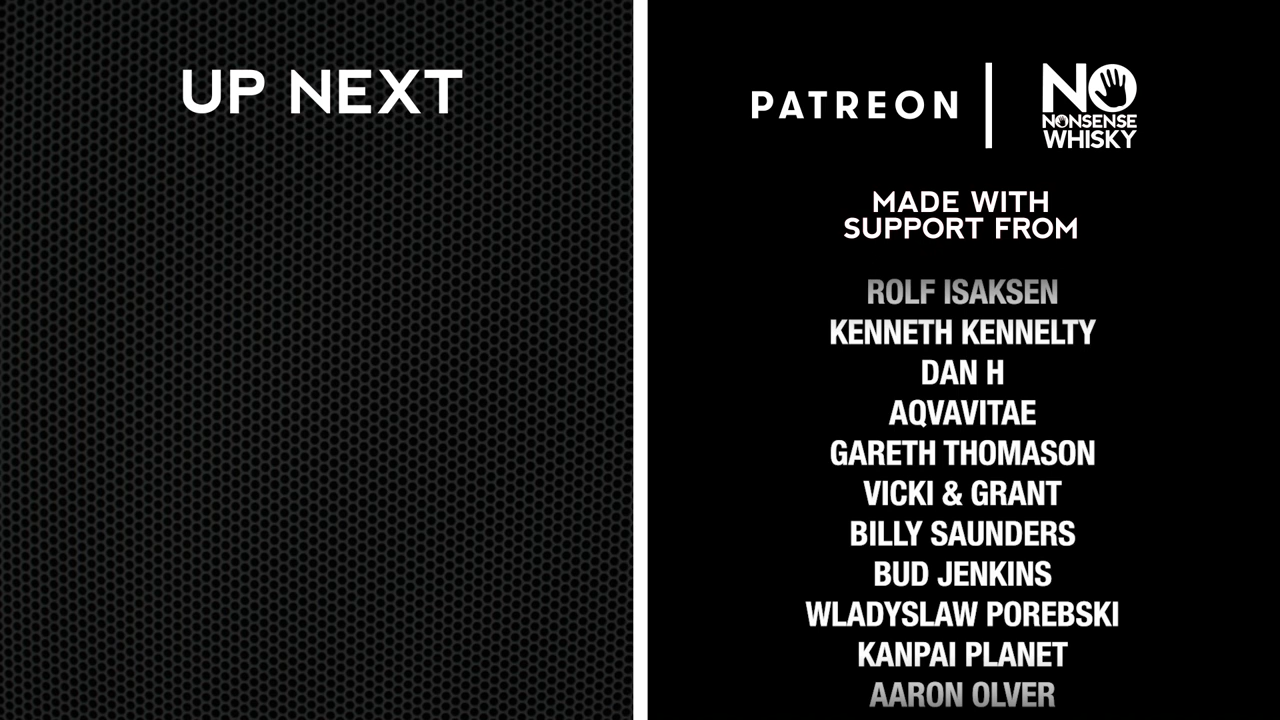 UP NEXT
PATREON
NO
NONSENSE
WHISKY
MADE WITH
SUPPORT FROM
ROLF ISAKSEN
KENNETH KENNELTY
DAN H
AQVAVITAE
GARETH THOMASON
VICKI & GRANT
BILLY SAUNDERS
BUD JENKINS
WLADYSLAW POREBSKI
KANPAI PLANET
AARON OLVER